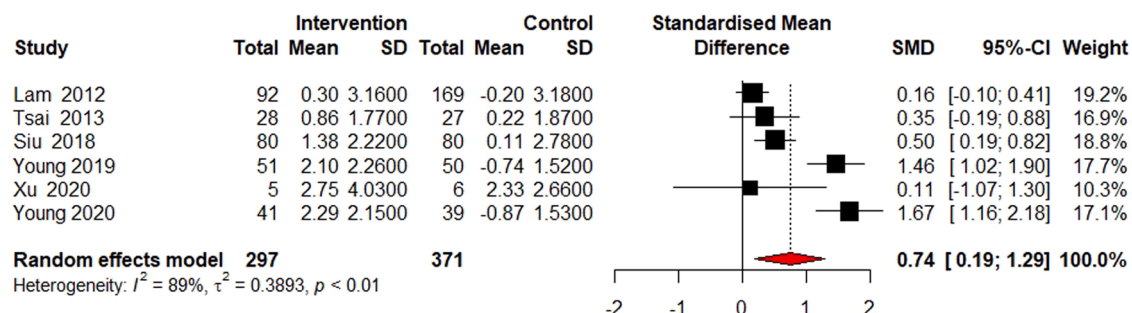 Intervention Control Standardised Mean
Study Total Mean SD Total Mean SD Difference SMD 95%-CI Weight
Lam 2012 92 0.30 3.1600 169 -0.20 3.1800 0.16 [-0.10; 0.41] 19.2%
Tsai 2013 28 0.86 1.7700 27 0.22 1.8700 0.35 [-0.19; 0.88] 16.9%
Siu 2018 80 1.38 2.2200 80 0.11 2.7800 0.50 [ 0.19; 0.82] 18.8%
Young 2019 51 2.10 2.2600 50 -0.74 1.5200 1.46 [ 1.02; 1.90] 17.7%
Xu 2020 5 2.75 4.0300 6 2.33 2.6600 0.11 [-1.07; 1.30] 10.3%
Young 2020 41 2.29 2.1500 39 -0.87 1.5300 1.67 [ 1.16; 2.18] 17.1%
Random effects model 297 371 0.74 [ 0.19; 1.29] 100.0%
Heterogeneity: I² = 89%, τ² = 0.3893, p < 0.01
-2 -1 0 1 2